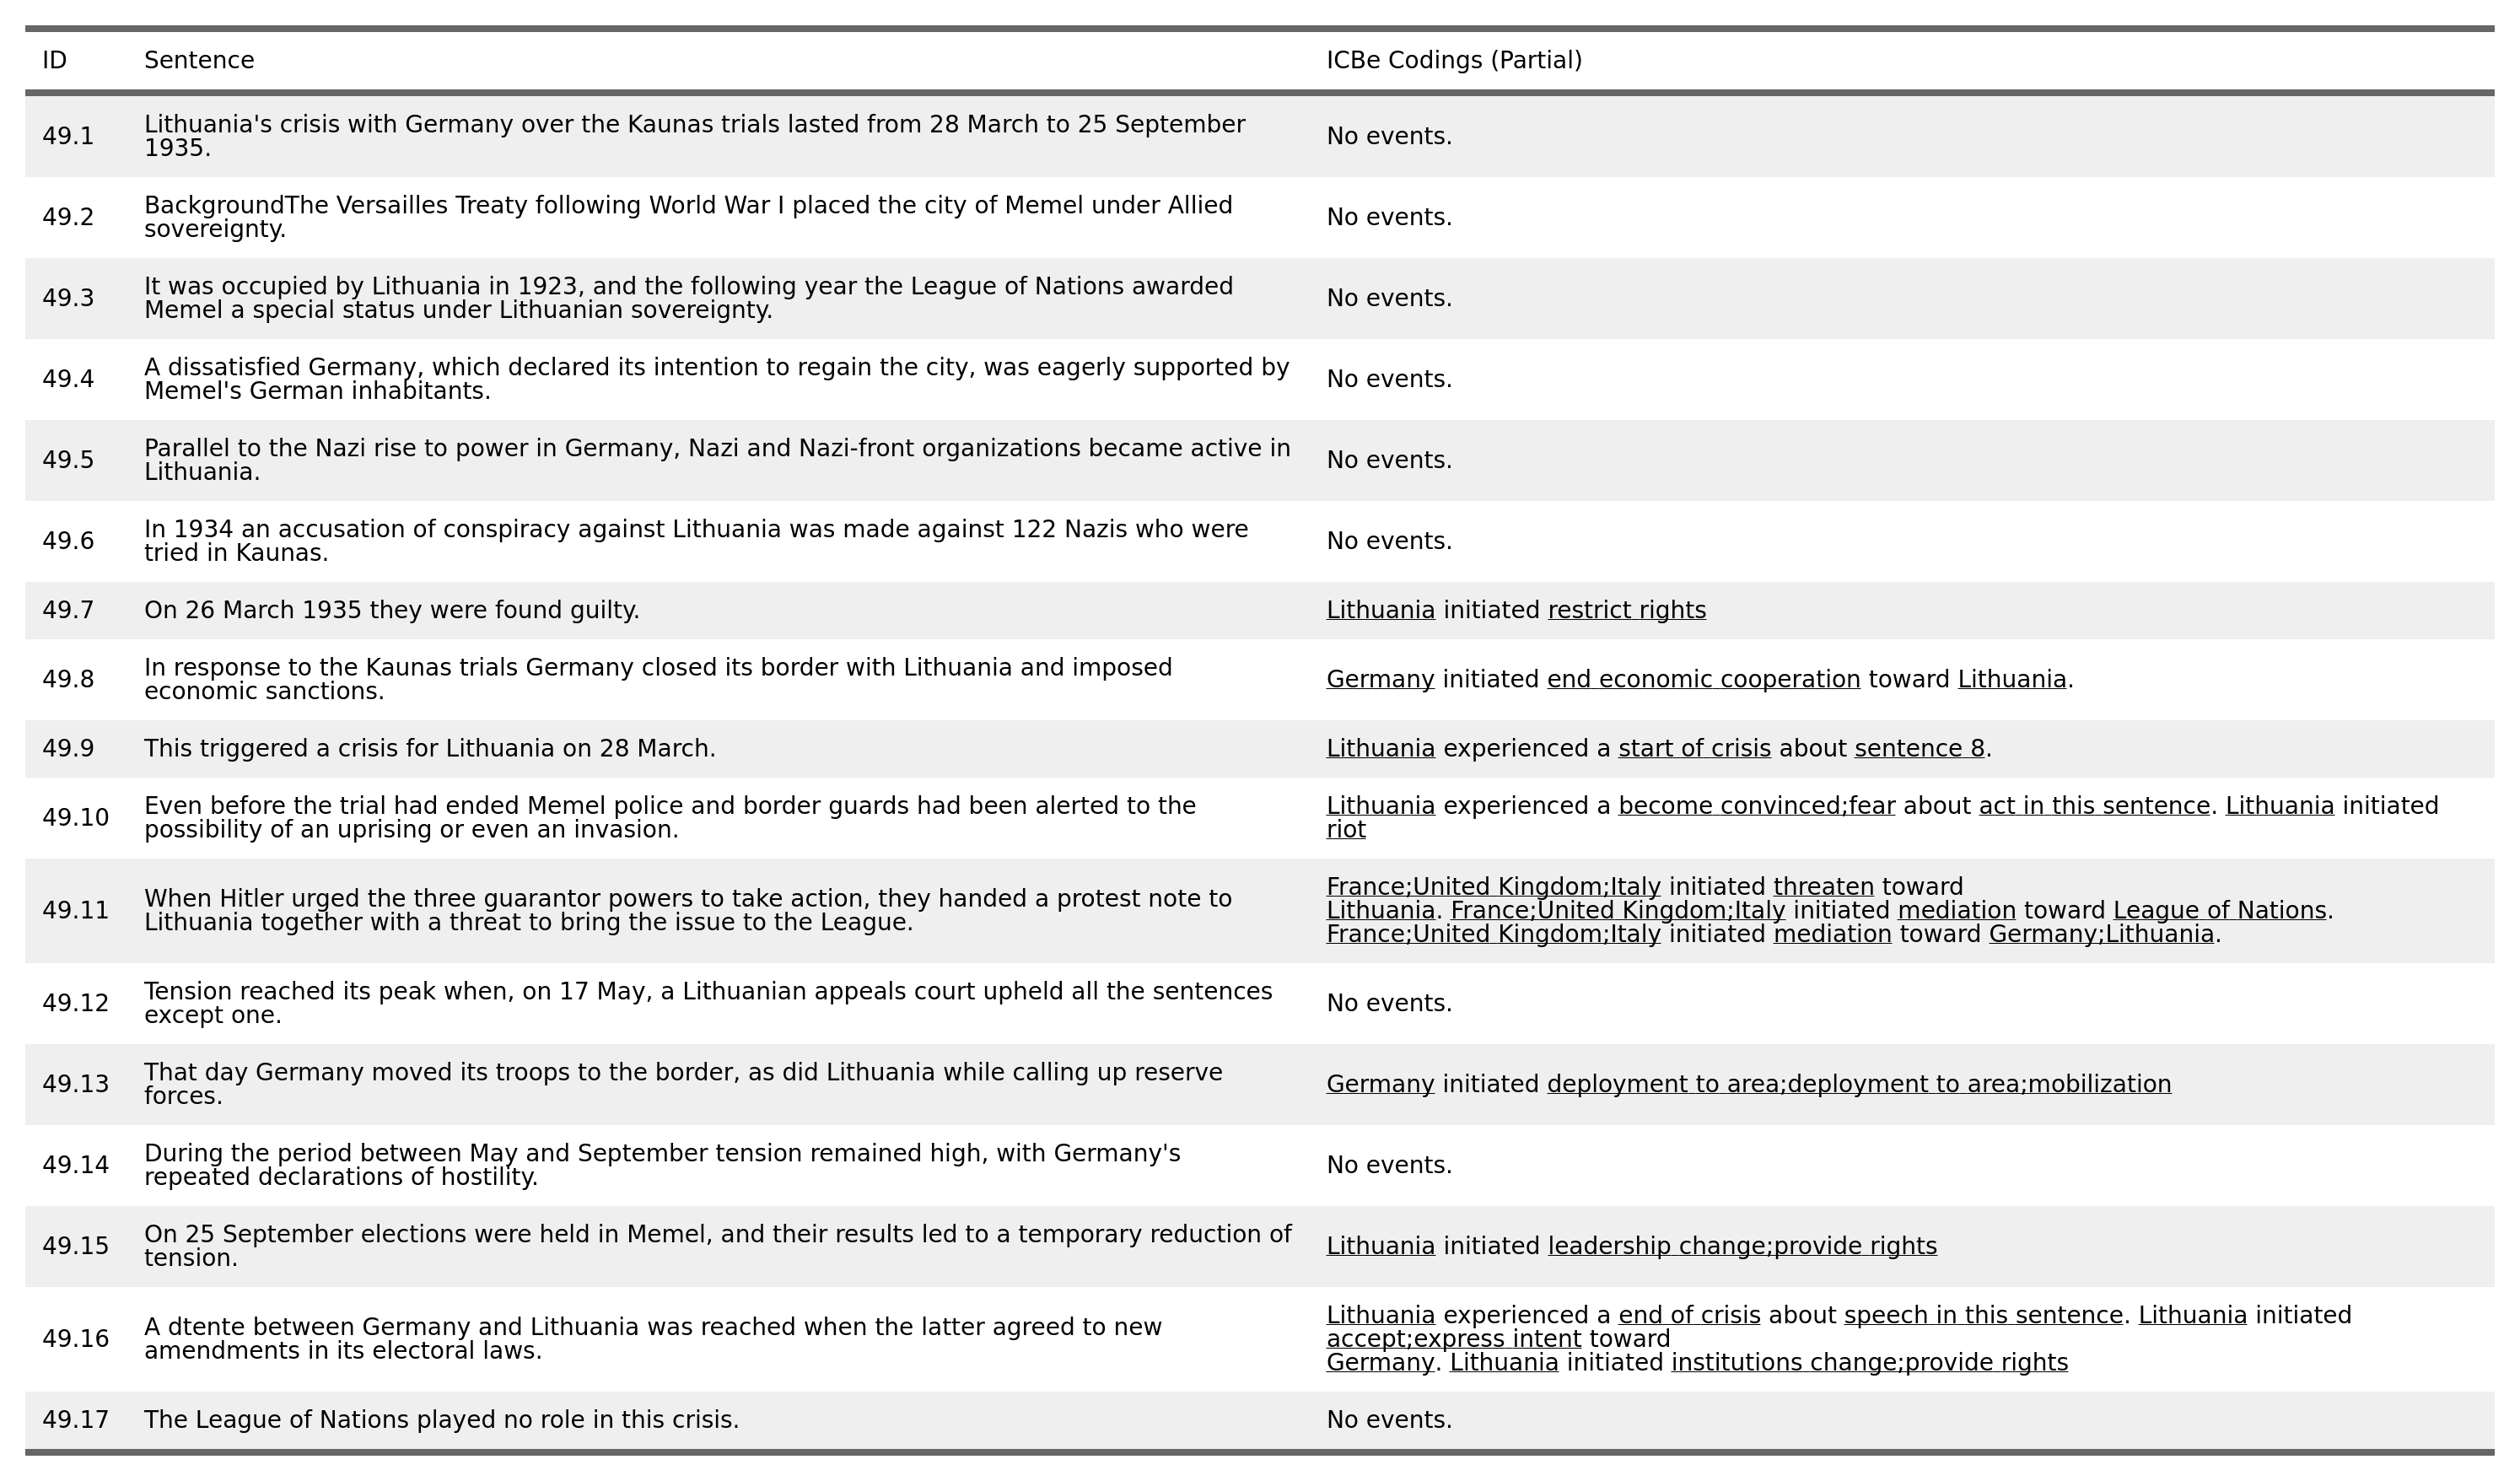 ID Sentence ICBe Codings (Partial)
49.1 Lithuania's crisis with Germany over the Kaunas trials lasted from 28 March to 25 September
1935. No events.
49.2 BackgroundThe Versailles Treaty following World War I placed the city of Memel under Allied
sovereignty. No events.
49.3 It was occupied by Lithuania in 1923, and the following year the League of Nations awarded
Memel a special status under Lithuanian sovereignty. No events.
49.4 A dissatisfied Germany, which declared its intention to regain the city, was eagerly supported by
Memel's German inhabitants. No events.
49.5 Parallel to the Nazi rise to power in Germany, Nazi and Nazi-front organizations became active in
Lithuania. No events.
49.6 In 1934 an accusation of conspiracy against Lithuania was made against 122 Nazis who were
tried in Kaunas. No events.
49.7 On 26 March 1935 they were found guilty. Lithuania initiated restrict rights
49.8 In response to the Kaunas trials Germany closed its border with Lithuania and imposed
economic sanctions. Germany initiated end economic cooperation toward Lithuania.
49.9 This triggered a crisis for Lithuania on 28 March. Lithuania experienced a start of crisis about sentence 8.
49.10 Even before the trial had ended Memel police and border guards had been alerted to the
possibility of an uprising or even an invasion.
Lithuania experienced a become convinced;fear about act in this sentence. Lithuania initiated
riot
49.11 When Hitler urged the three guarantor powers to take action, they handed a protest note to
Lithuania together with a threat to bring the issue to the League.
France;United Kingdom;Italy initiated threaten toward
Lithuania. France;United Kingdom;Italy initiated mediation toward League of Nations.
France;United Kingdom;Italy initiated mediation toward Germany;Lithuania.
49.12 Tension reached its peak when, on 17 May, a Lithuanian appeals court upheld all the sentences
except one. No events.
49.13 That day Germany moved its troops to the border, as did Lithuania while calling up reserve
forces. Germany initiated deployment to area;deployment to area;mobilization
49.14 During the period between May and September tension remained high, with Germany's
repeated declarations of hostility. No events.
49.15 On 25 September elections were held in Memel, and their results led to a temporary reduction of
tension. Lithuania initiated leadership change;provide rights
49.16 A dtente between Germany and Lithuania was reached when the latter agreed to new
amendments in its electoral laws.
Lithuania experienced a end of crisis about speech in this sentence. Lithuania initiated
accept;express intent toward
Germany. Lithuania initiated institutions change;provide rights
49.17 The League of Nations played no role in this crisis. No events.